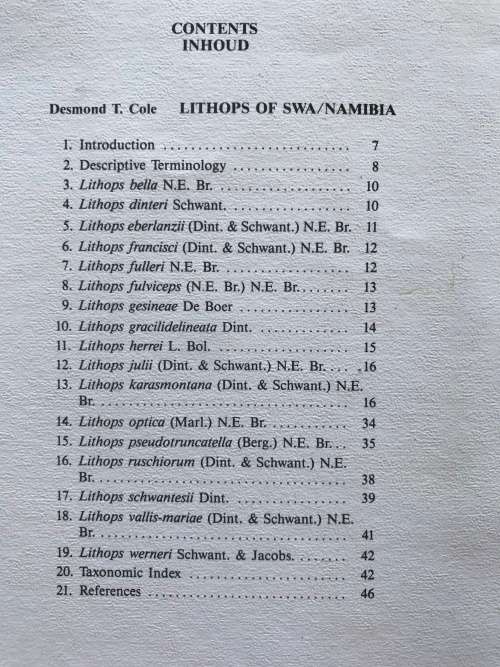 CONTENTS
INHOUD
Desmond T. Cole LITHOPS OF SWA/NAMIBIA
1. Introduction ........................... 7
2. Descriptive Terminology ................. 8
3. Lithops bella N.E. Br. ................... 10
4. Lithops dinteri Schwant. .................. 10
5. Lithops eberlanzii (Dint. & Schwant.) N.E. Br. 11
6. Lithops francisci (Dint. & Schwant.) N.E. Br. 12
7. Lithops fulleri N.E. Br. .................. 12
8. Lithops fulviceps (N.E. Br.) N.E. Br........ 13
9. Lithops gesineae De Boer ................ 13
10. Lithops gracilidelineata Dint. ............. 14
11. Lithops herrei L. Bol. ................... 15
12. Lithops julii (Dint. & Schwant.) N.E. Br.... .16
13. Lithops karasmontana (Dint. & Schwant.) N.E.
Br. .................................... 16
14. Lithops optica (Marl.) N.E. Br. ........... 34
15. Lithops pseudotruncatella (Berg.) N.E. Br... 35
16. Lithops ruschiorum (Dint. & Schwant.) N.E.
Br. .................................... 38
17. Lithops schwantesii Dint. ................ 39
18. Lithops vallis-mariae (Dint. & Schwant.) N.E.
Br. .................................... 41
19. Lithops werneri Schwant. & Jacobs. ....... 42
20. Taxonomic Index ....................... 42
21. References ............................. 46